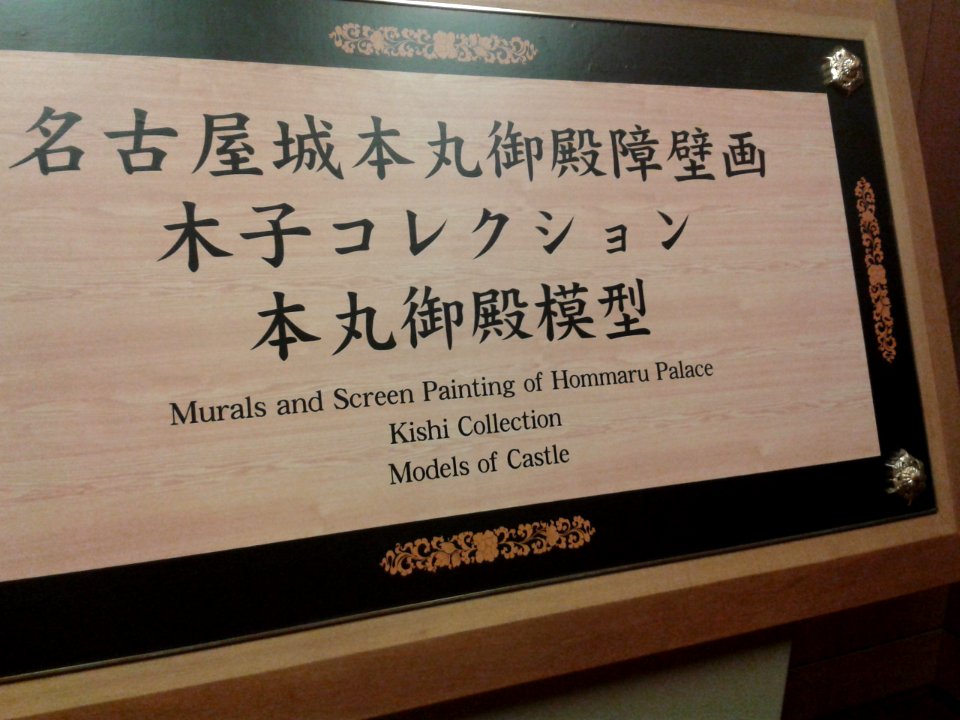 名古屋城本丸御殿障壁画
木子コレクション
本丸御殿模型
Murals and Screen Painting of Hommaru Palace
Kishi Collection
Models of Castle